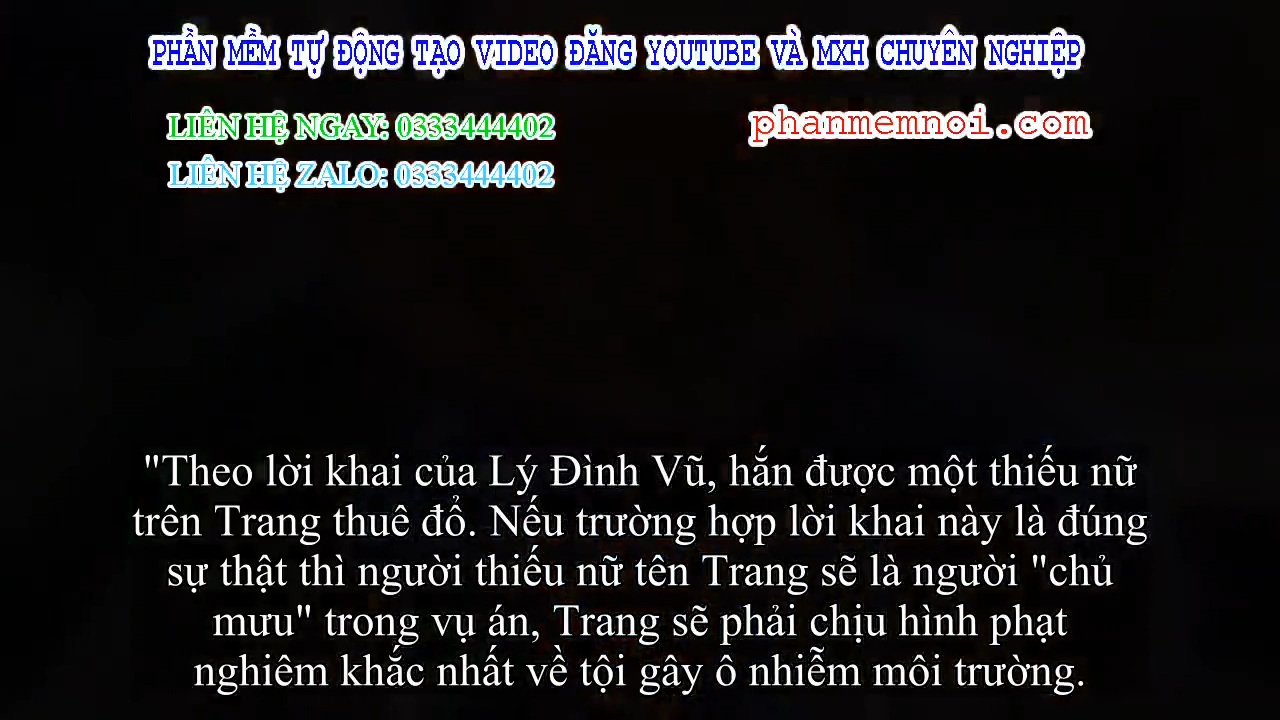 PHẦN MỀM TỰ ĐỘNG TẠO VIDEO ĐĂNG YOUTUBE VÀ MXH CHUYÊN NGHIỆP
LIÊN HỆ NGAY: 0333444402
phanmemnoi.com
LIÊN HỆ ZALO: 0333444402
"Theo lời khai của Lý Đình Vũ, hắn được một thiếu nữ
trên Trang thuê đổ. Nếu trường hợp lời khai này là đúng
sự thật thì người thiếu nữ tên Trang sẽ là người "chủ
mưu" trong vụ án, Trang sẽ phải chịu hình phạt
nghiêm khắc nhất về tội gây ô nhiễm môi trường.